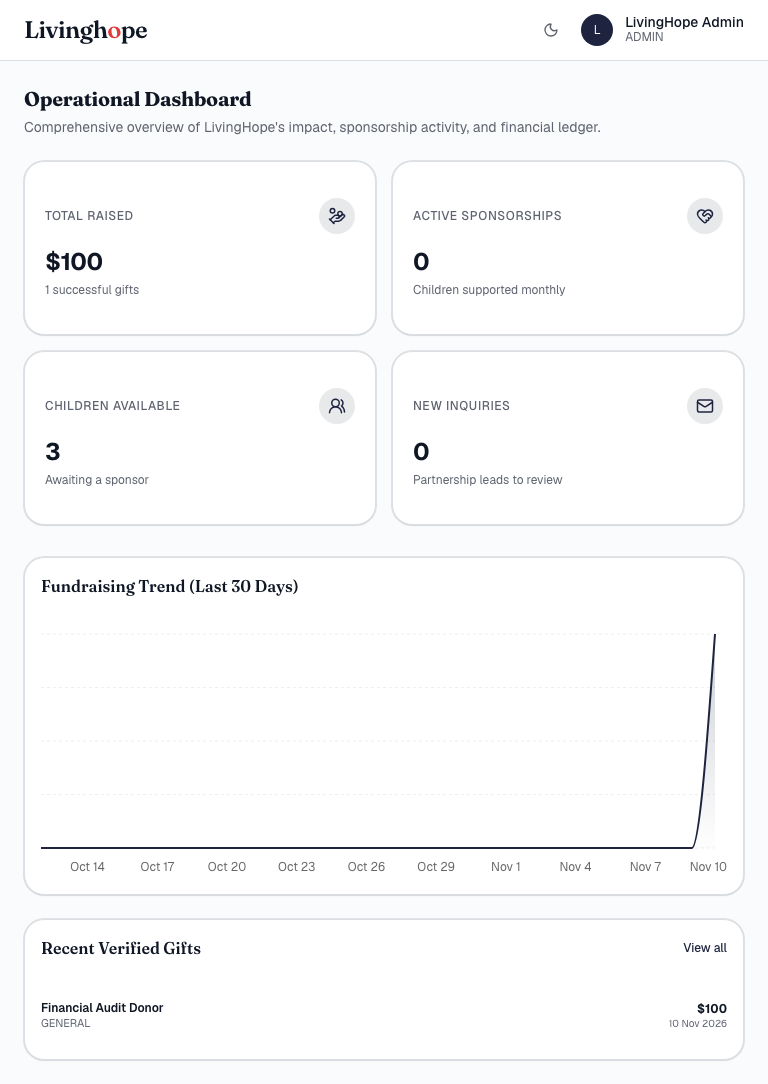 Livinghope
L
LivingHope Admin
ADMIN
Operational Dashboard
Comprehensive overview of LivingHope's impact, sponsorship activity, and financial ledger.
TOTAL RAISED
$100
1 successful gifts
ACTIVE SPONSORSHIPS
0
Children supported monthly
CHILDREN AVAILABLE
3
Awaiting a sponsor
NEW INQUIRIES
0
Partnership leads to review
Fundraising Trend (Last 30 Days)
Oct 14 Oct 17 Oct 20 Oct 23 Oct 26 Oct 29 Nov 1 Nov 4 Nov 7 Nov 10
Recent Verified Gifts
View all
Financial Audit Donor
$100
GENERAL
10 Nov 2026